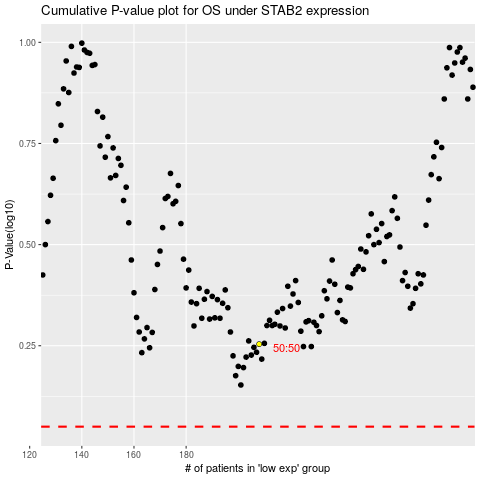 Cumulative P-value plot for OS under STAB2 expression
P-Value(log10)
1.00
0.75
0.50
0.25
50:50
120 140 160 180
# of patients in 'low exp' group